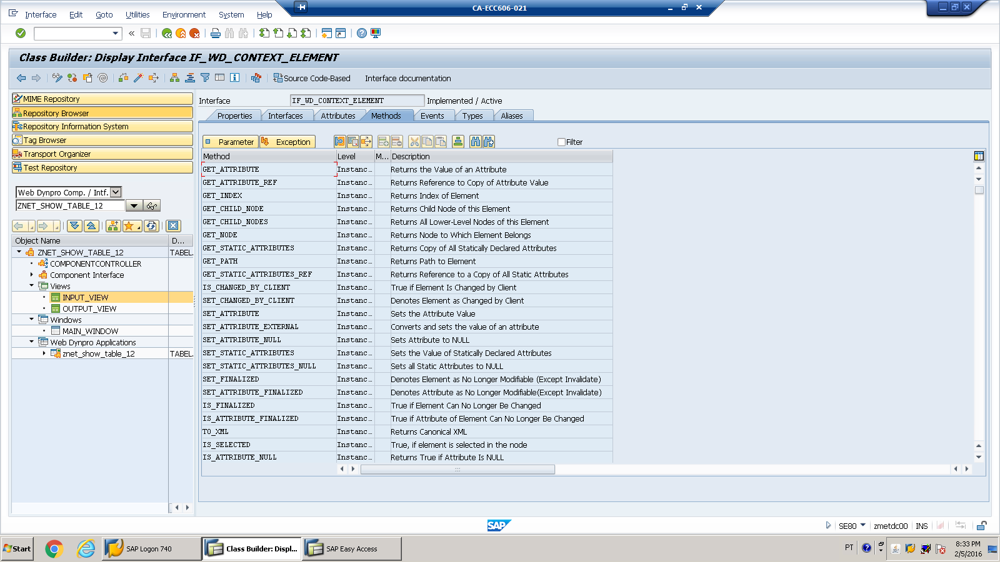 CA-ECC606-021
Interface Edit Goto Utilities Environment System Help
Class Builder: Display Interface IF_WD_CONTEXT_ELEMENT
Source Code-Based Interface documentation
MIME Repository
Repository Browser
Repository Information System
Tag Browser
Transport Organizer
Test Repository
Web Dynpro Comp. / Intf.
ZNET_SHOW_TABLE_12
Object Name D...
ZNET_SHOW_TABLE_12 TABEL.
COMPONENTCONTROLLER
Component Interface
Views
INPUT_VIEW
OUTPUT_VIEW
Windows
MAIN_WINDOW
Web Dynpro Applications
znet_show_table_12 TABEL.
Interface IF_WD_CONTEXT_ELEMENT Implemented / Active
Properties Interfaces Attributes Methods Events Types Aliases
Parameter Exception Filter
Method Level M... Description
GET_ATTRIBUTE Instanc... Returns the Value of an Attribute
GET_ATTRIBUTE_REF Instanc... Returns Reference to Copy of Attribute Value
GET_INDEX Instanc... Returns Index of Element
GET_CHILD_NODE Instanc... Returns Child Node of this Element
GET_CHILD_NODES Instanc... Returns All Lower-Level Nodes of this Element
GET_NODE Instanc... Returns Node to Which Element Belongs
GET_STATIC_ATTRIBUTES Instanc... Returns Copy of All Statically Declared Attributes
GET_PATH Instanc... Returns Path to Element
GET_STATIC_ATTRIBUTES_REF Instanc... Returns Reference to a Copy of All Static Attributes
IS_CHANGED_BY_CLIENT Instanc... True if Element Is Changed by Client
SET_CHANGED_BY_CLIENT Instanc... Denotes Element as Changed by Client
SET_ATTRIBUTE Instanc... Sets the Attribute Value
SET_ATTRIBUTE_EXTERNAL Instanc... Converts and sets the value of an attribute
SET_ATTRIBUTE_NULL Instanc... Sets Attribute to NULL
SET_STATIC_ATTRIBUTES Instanc... Sets the Value of Statically Declared Attributes
SET_STATIC_ATTRIBUTES_NULL Instanc... Sets all Static Attributes to NULL
SET_FINALIZED Instanc... Denotes Element as No Longer Modifiable (Except Invalidate)
SET_ATTRIBUTE_FINALIZED Instanc... Denotes Attribute as No Longer Modifiable(Except Invalidate)
IS_FINALIZED Instanc... True if Element Can No Longer Be Changed
IS_ATTRIBUTE_FINALIZED Instanc... True if Attribute of Element Can No Longer Be Changed
TO_XML Instanc... Returns Canonical XML
IS_SELECTED Instanc... True, if element is selected in the node
IS_ATTRIBUTE_NULL Instanc... Returns True if Attribute Is NULL
SAP
SE80 zmetdc00 INS
Start SAP Logon 740 Class Builder: Displ... SAP Easy Access PT 8:33 PM
2/5/2016